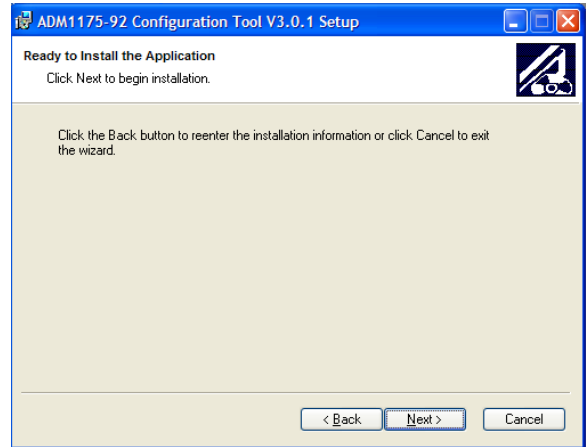 ADM1175-92 Configuration Tool V3.0.1 Setup
Ready to Install the Application
Click Next to begin installation.
Click the Back button to reenter the installation information or click Cancel to exit
the wizard.
< Back Next > Cancel